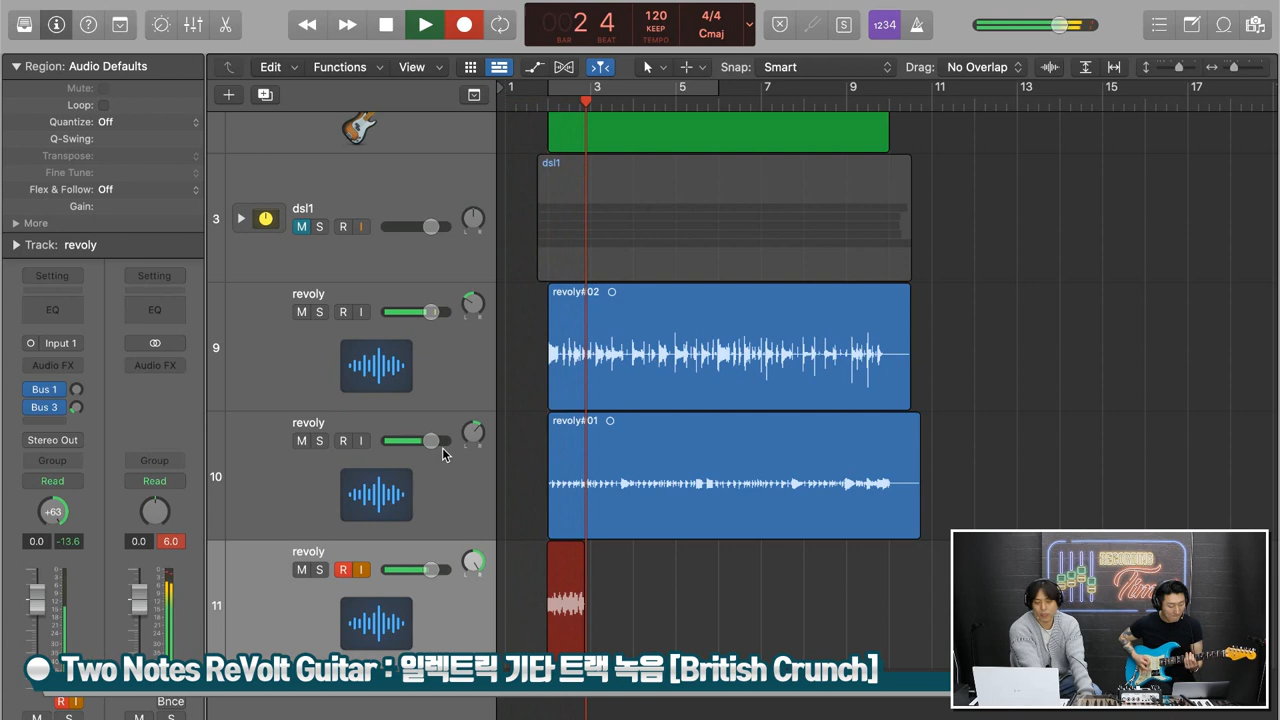 2 4
BAR
BEAT
120
KEEP
TEMPO
4/4
Cmaj
S
1234
Region: Audio Defaults
Mute:
Loop:
Quantize: Off
Q-Swing:
Transpose:
Fine Tune:
Flex & Follow: Off
Gain:
More
Track: revoly
Edit
Functions
View
Snap: Smart
Drag: No Overlap
1 3 5 7 9 11 13 15 17
dsl1
3
dsl1
M S R I
L R
9
revoly
M S R I
L R
revoly#02
10
revoly
M S R I
L R
revoly#01
11
revoly
M S R I
Setting
Setting
EQ
EQ
Input 1
Audio FX
Audio FX
Bus 1
Bus 3
Stereo Out
Group
Group
Read
Read
+63
0.0 -13.6
0.0 6.0
R I
Bnce
M S
M
RECORDING
Time
Two Notes ReVolt Guitar : 일렉트릭 기타 트랙 녹음 [British Crunch]